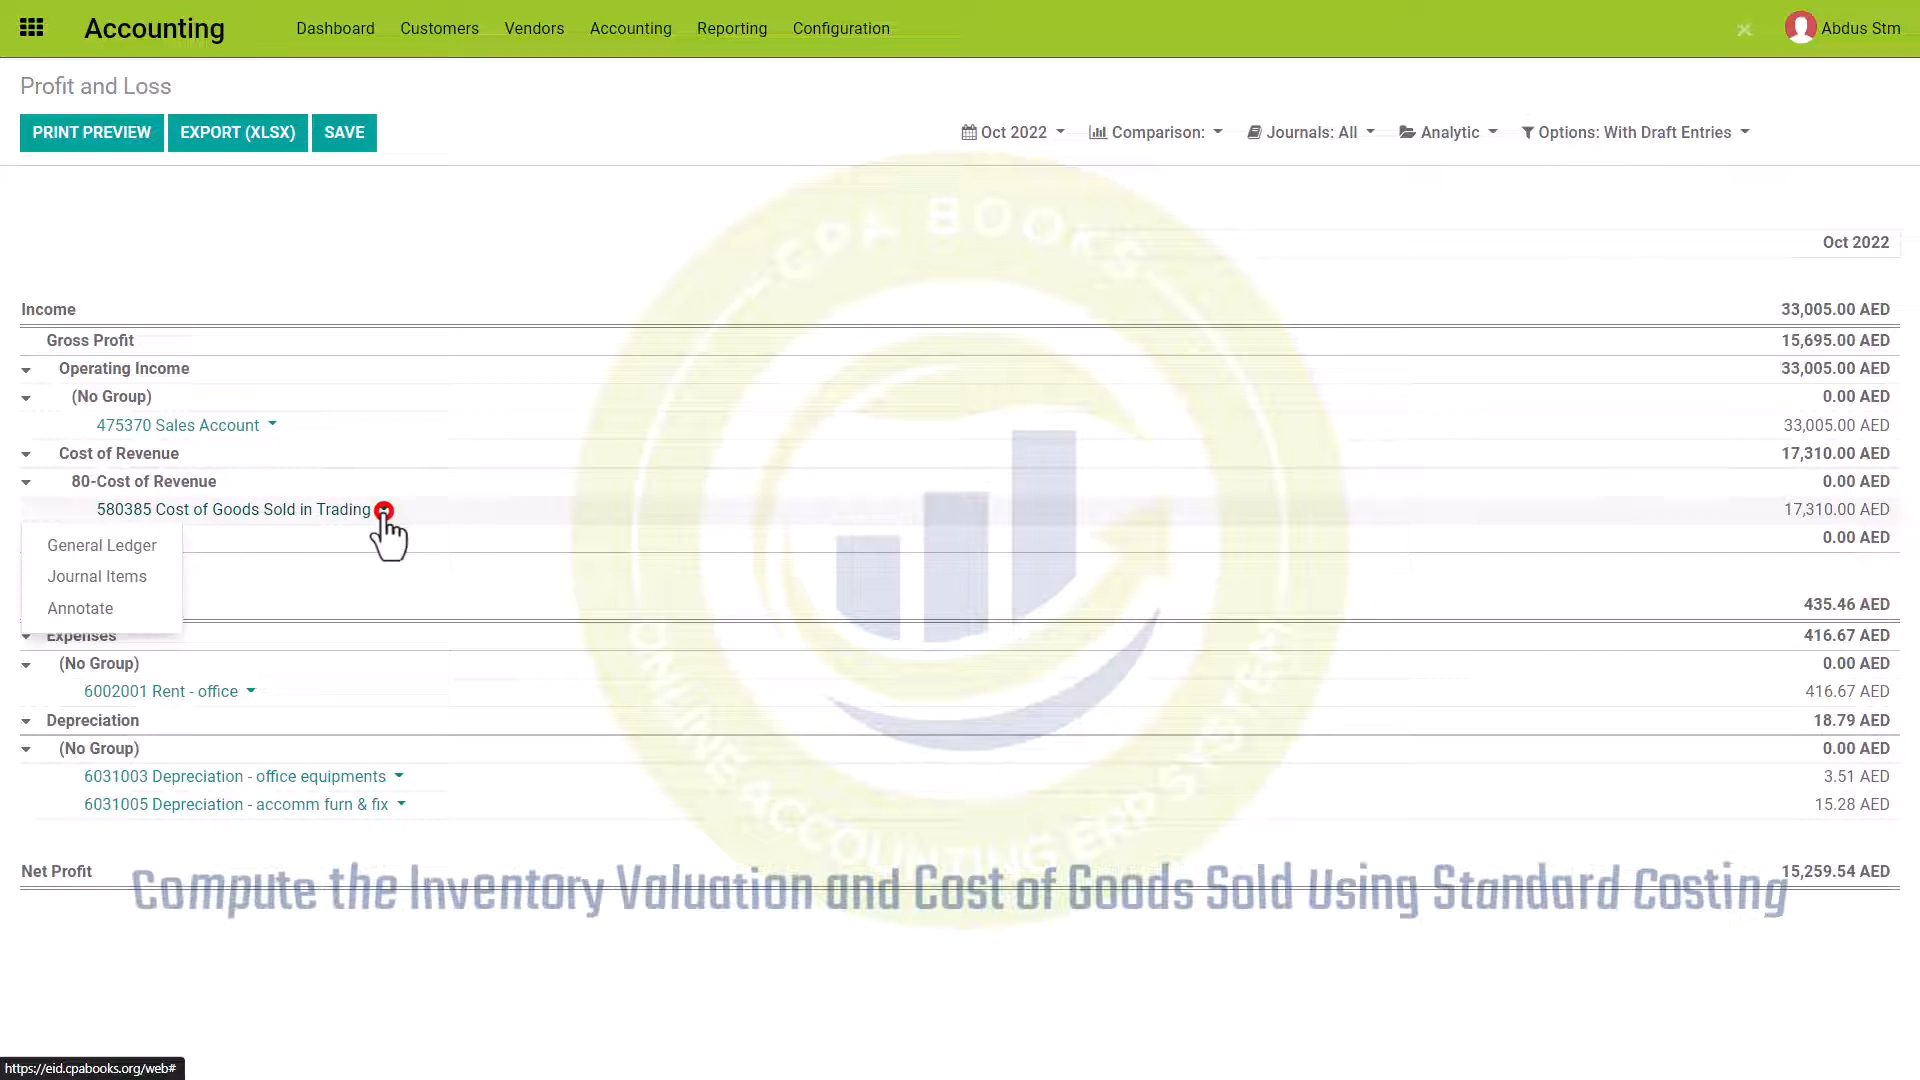 Accounting
Dashboard
Customers
Vendors
Accounting
Reporting
Configuration
Abdus Stm
Profit and Loss
PRINT PREVIEW
EXPORT (XLSX)
SAVE
Oct 2022
Comparison:
Journals: All
Analytic
Options: With Draft Entries
CPA BOOKS
Oct 2022
Income 33,005.00 AED
Gross Profit 15,695.00 AED
Operating Income 33,005.00 AED
(No Group) 0.00 AED
475370 Sales Account 33,005.00 AED
Cost of Revenue 17,310.00 AED
80-Cost of Revenue 0.00 AED
580385 Cost of Goods Sold in Trading 17,310.00 AED
0.00 AED
General Ledger
Journal Items
Annotate
435.46 AED
Expenses 416.67 AED
(No Group) 0.00 AED
6002001 Rent - office 416.67 AED
Depreciation 18.79 AED
(No Group) 0.00 AED
6031003 Depreciation - office equipments 3.51 AED
6031005 Depreciation - accomm furn & fix 15.28 AED
ONLINE ACCOUNTING ERP SYSTEM
Net Profit 15,259.54 AED
Compute the Inventory Valuation and Cost of Goods Sold Using Standard Costing
https://eid.cpabooks.org/web#